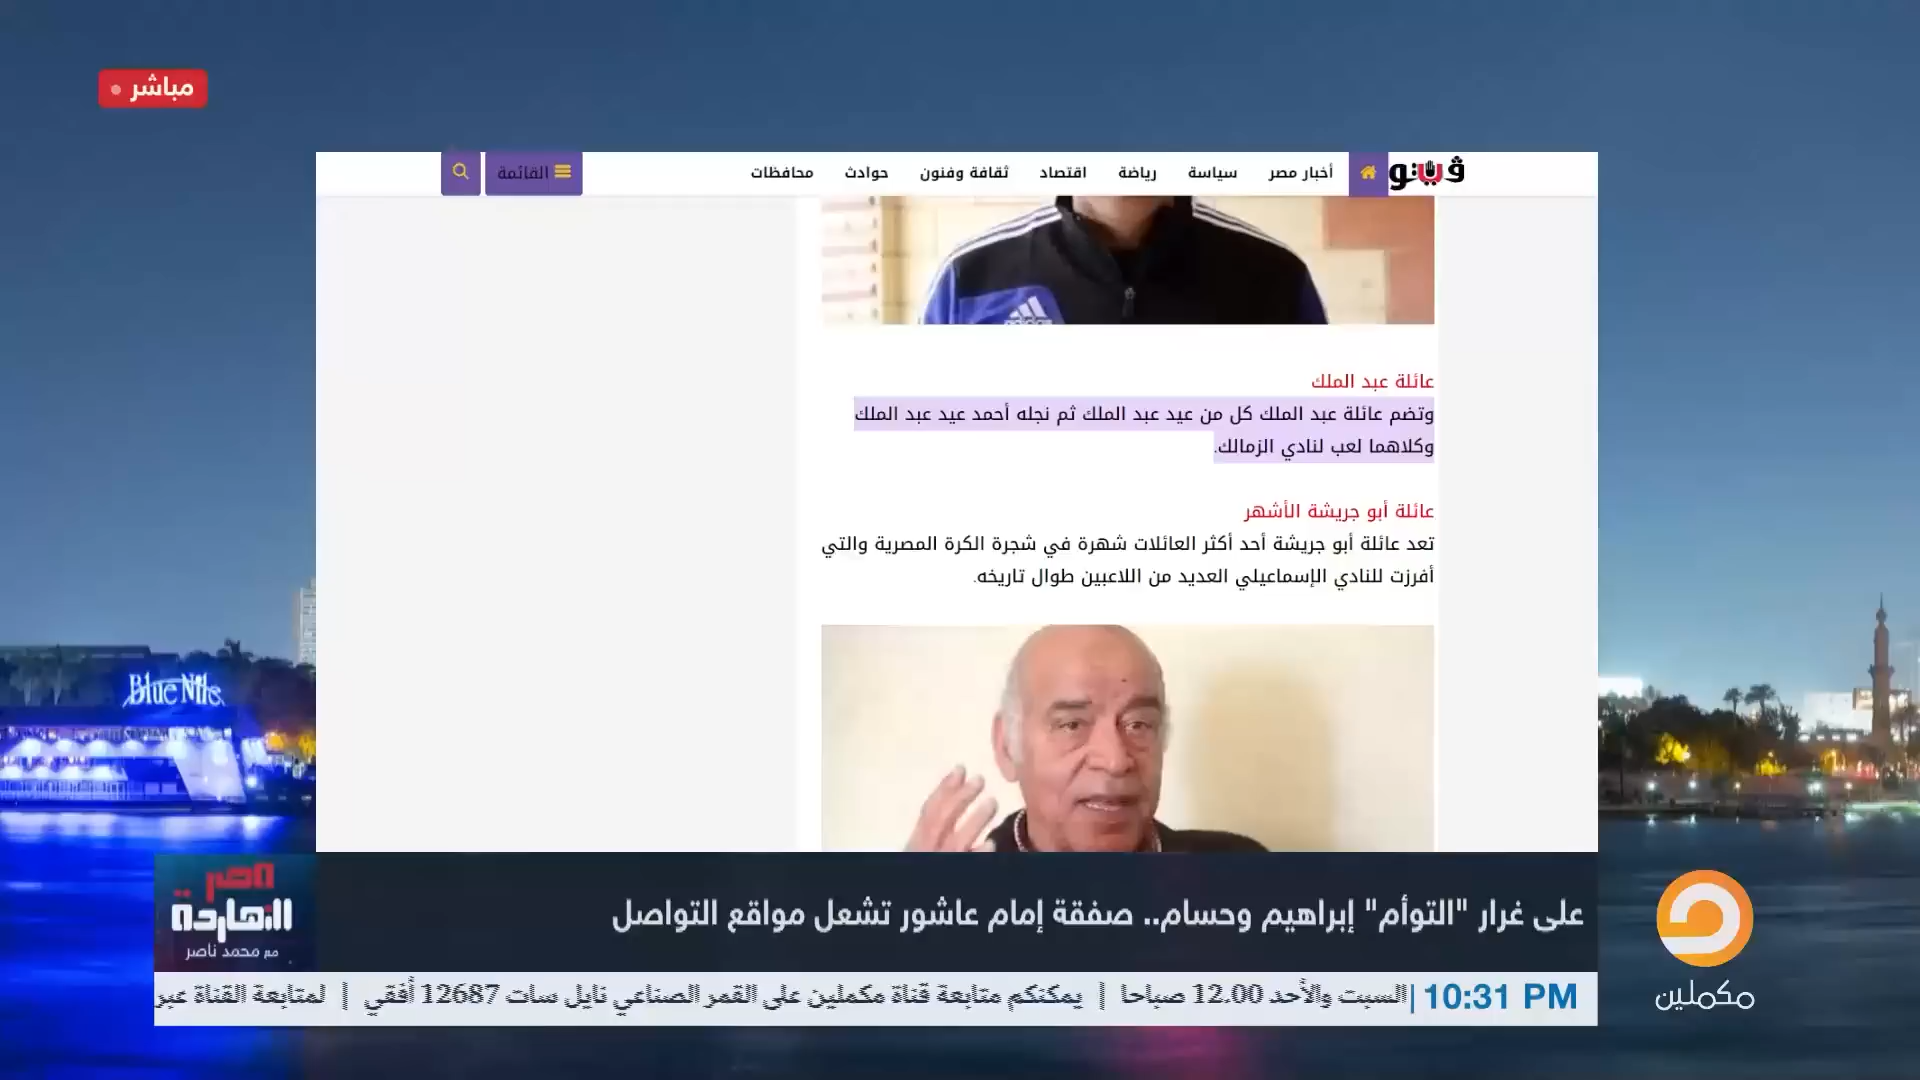 مباشر
ڤيتو
أخبار مصر
سياسة
رياضة
اقتصاد
ثقافة وفنون
حوادث
محافظات
القائمة
adidas
عائلة عبد الملك
وتضم عائلة عبد الملك كل من عيد عبد الملك ثم نجله أحمد عيد عبد الملك
وكلاهما لعب لنادي الزمالك.
عائلة أبو جريشة الأشهر
تعد عائلة أبو جريشة أحد أكثر العائلات شهرة في شجرة الكرة المصرية والتي
أفرزت للنادي الإسماعيلي العديد من اللاعبين طوال تاريخه.
Blue Nile
مصر
النهاردة
مع محمد ناصر
على غرار "التوأم" إبراهيم وحسام.. صفقة إمام عاشور تشعل مواقع التواصل
10:31 PM
السبت والأحد 12.00 صباحا | يمكنكم متابعة قناة مكملين على القمر الصناعي نايل سات 12687 أفقي | لمتابعة القناة عبر
مكملين